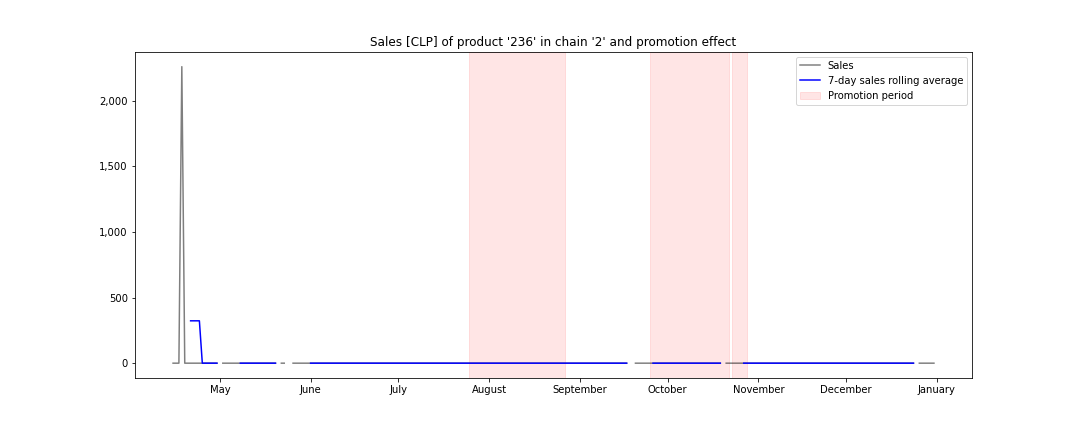 Sales [CLP] of product '236' in chain '2' and promotion effect
Sales
7-day sales rolling average
Promotion period
2,000
1,500
1,000
500
0
May
June
July
August
September
October
November
December
January